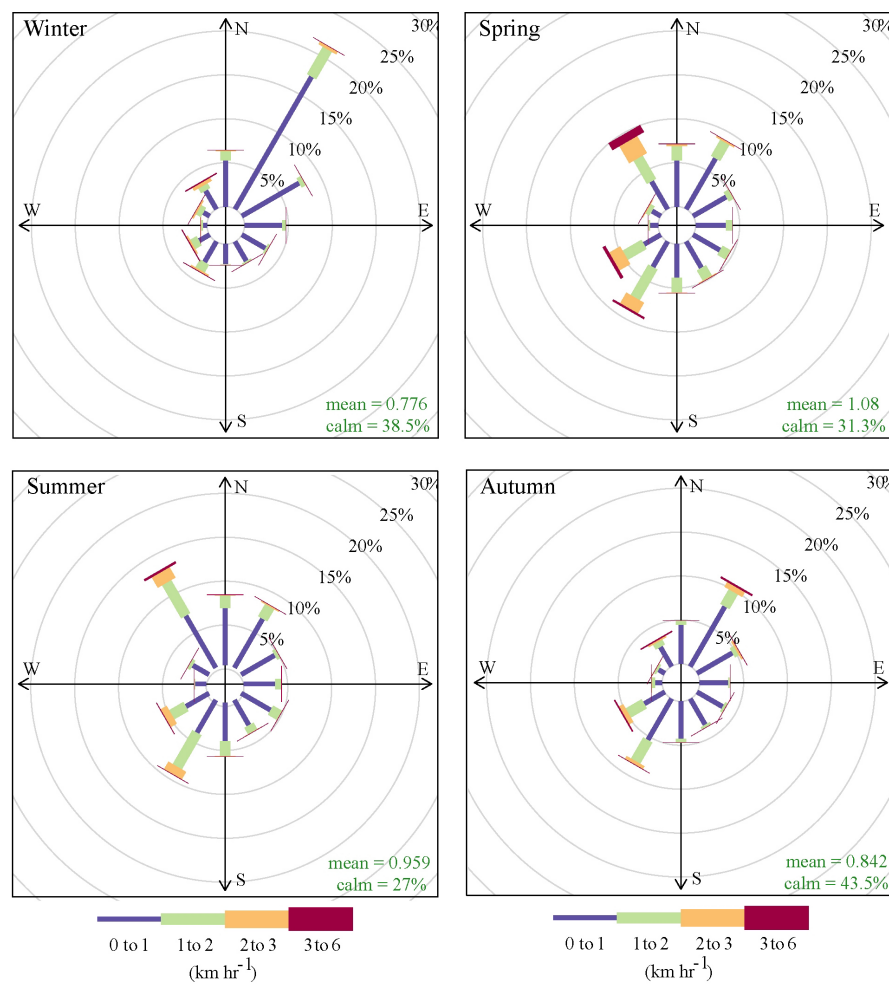 Winter
N
30%
25%
20%
15%
10%
5%
W
E
S
mean = 0.776
calm = 38.5%
Spring
N
30%
25%
20%
15%
10%
5%
W
E
S
mean = 1.08
calm = 31.3%
Summer
N
30%
25%
20%
15%
10%
5%
W
E
S
mean = 0.959
calm = 27%
Autumn
N
30%
25%
20%
15%
10%
5%
W
E
S
mean = 0.842
calm = 43.5%
0 to 1 1 to 2 2 to 3 3 to 6
(km hr-1)
0 to 1 1 to 2 2 to 3 3 to 6
(km hr-1)